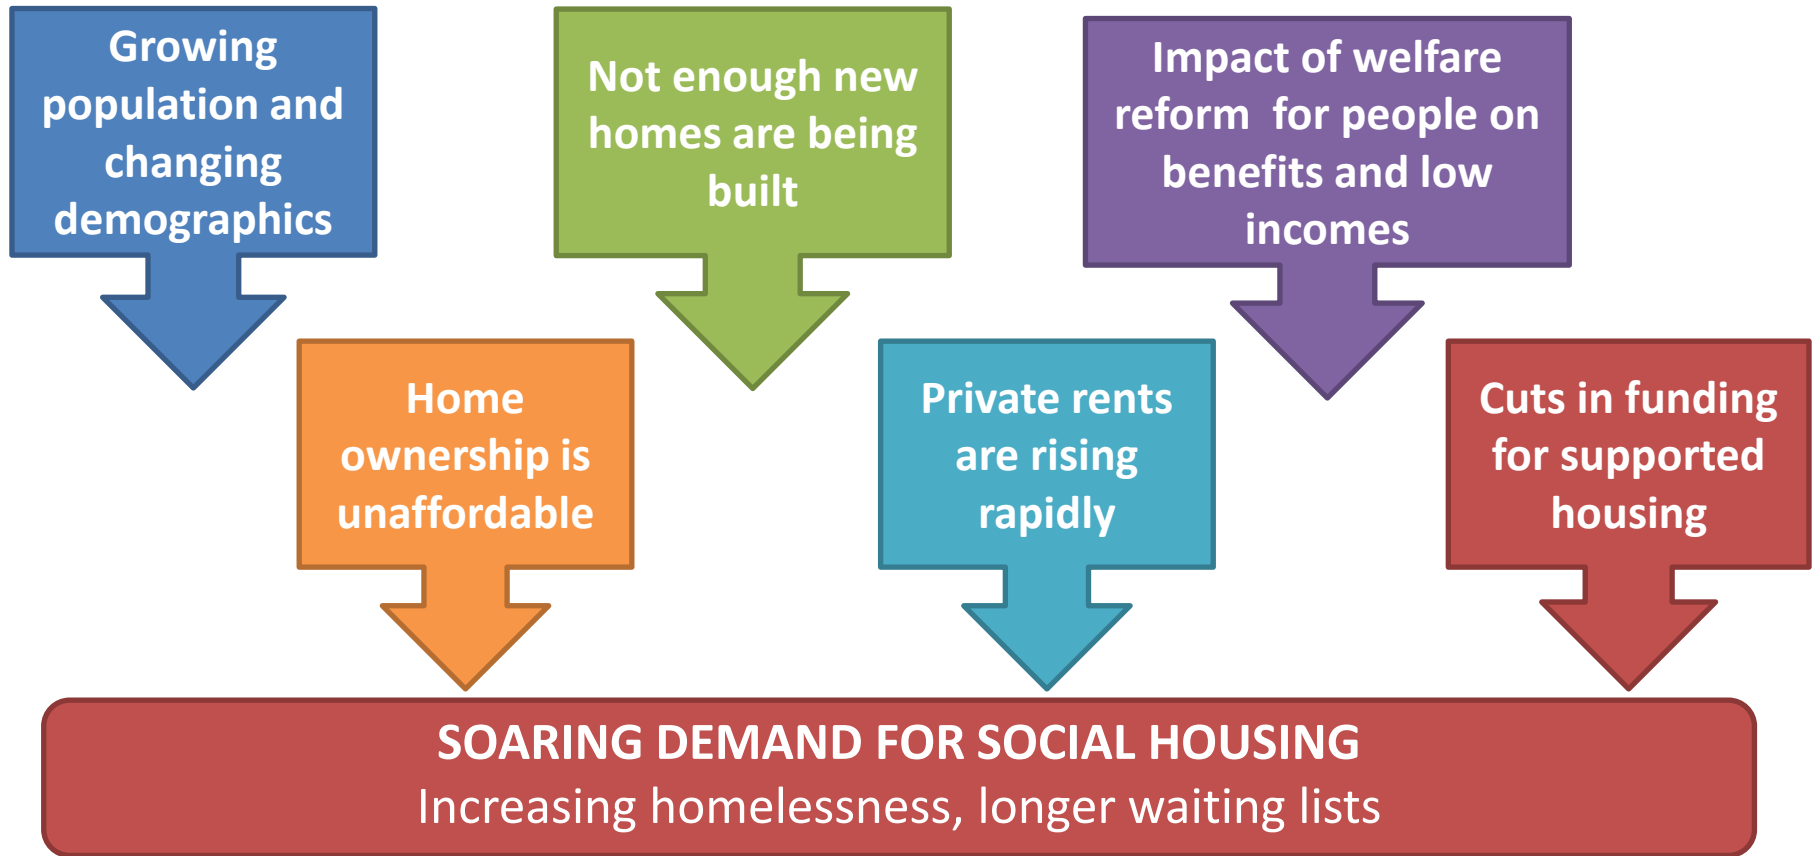 Growing
population and
changing
demographics
Not enough new
homes are being
built
Impact of welfare
reform  for people on
benefits and low
incomes
Home
ownership is
unaffordable
Private rents
are rising
rapidly
Cuts in funding
for supported
housing
SOARING DEMAND FOR SOCIAL HOUSING
Increasing homelessness, longer waiting lists